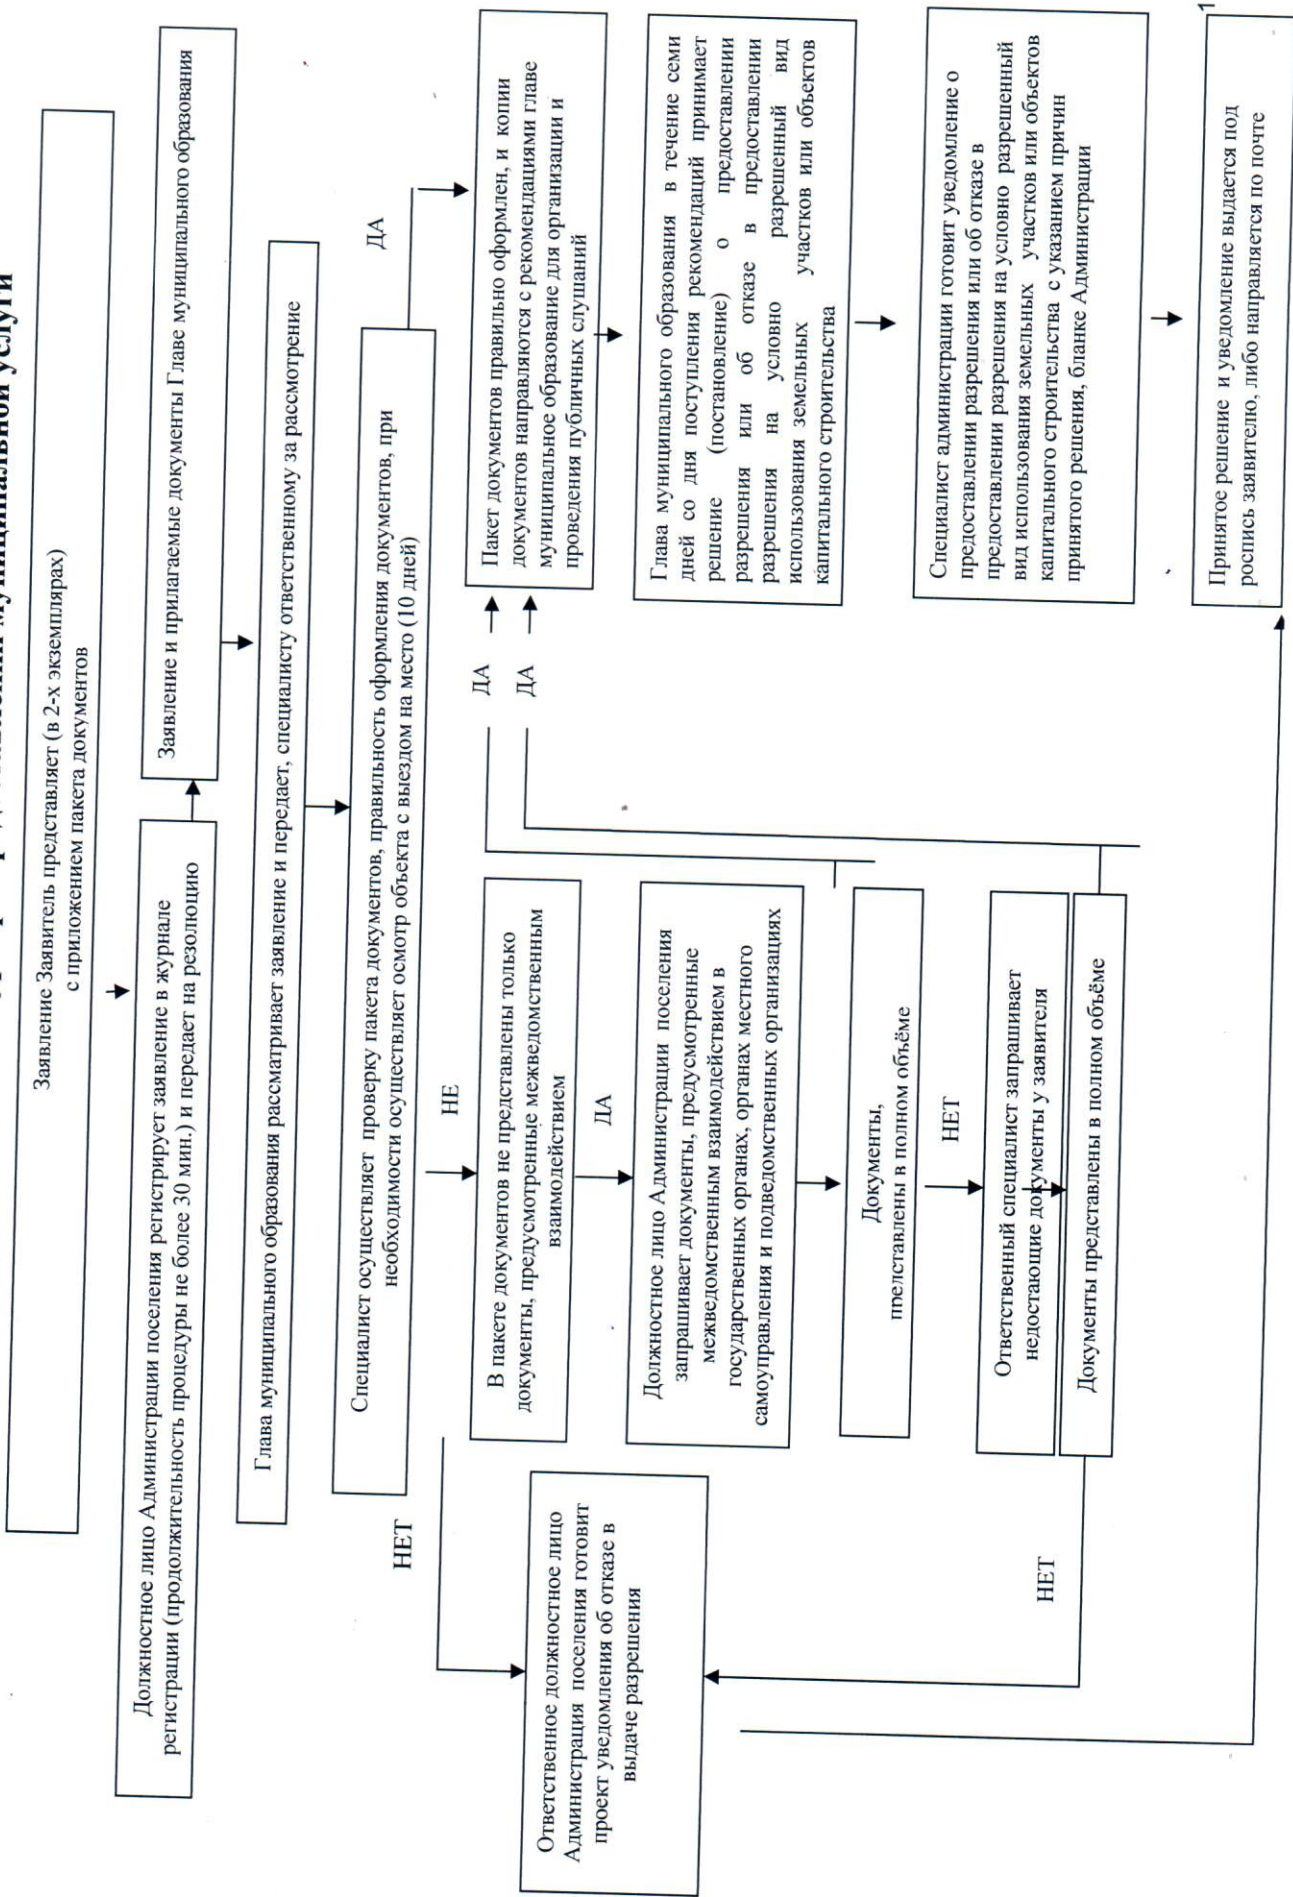 муниципальной услуги
Заявление Заявитель представляет (в 2-х экземплярах)
с приложением пакета документов
Должностное лицо Администрации поселения регистрирует заявление в журнале
регистрации (продолжительность процедуры не более 30 мин.) и передает на резолюцию
Заявление и прилагаемые документы Главе муниципального образования
Глава муниципального образования рассматривает заявление и передает, специалисту ответственному за рассмотрение
Специалист осуществляет проверку пакета документов, правильность оформления документов, при
необходимости осуществляет осмотр объекта с выездом на место (10 дней)
НЕТ
НЕ
ДА
В пакете документов не представлены только
документы, предусмотренные межведомственным
взаимодействием
ДА
Должностное лицо Администрации поселения
запрашивает документы, предусмотренные
межведомственным взаимодействием в
государственных органах, органах местного
самоуправления и подведомственных организациях
Документы,
представлены в полном объёме
НЕТ
Ответственный специалист запрашивает
недостающие документы у заявителя
Документы представлены в полном объёме
НЕТ
Ответственное должностное лицо
Администрация поселения готовит
проект уведомления об отказе в
выдаче разрешения
ДА
ДА
Пакет документов правильно оформлен, и копии
документов направляются с рекомендациями главе
муниципальное образование для организации и
проведения публичных слушаний
Глава муниципального образования в течение семи
дней со дня поступления рекомендаций принимает
решение (постановление) о предоставлении
разрешения или об отказе в предоставлении
разрешения на условно разрешенный вид
использования земельных участков или объектов
капитального строительства
Специалист администрации готовит уведомление о
предоставлении разрешения или об отказе в
предоставлении разрешения на условно разрешенный
вид использования земельных участков или объектов
капитального строительства с указанием причин
принятого решения, бланке Администрации
Принятое решение и уведомление выдается под
роспись заявителю, либо направляется по почте
1